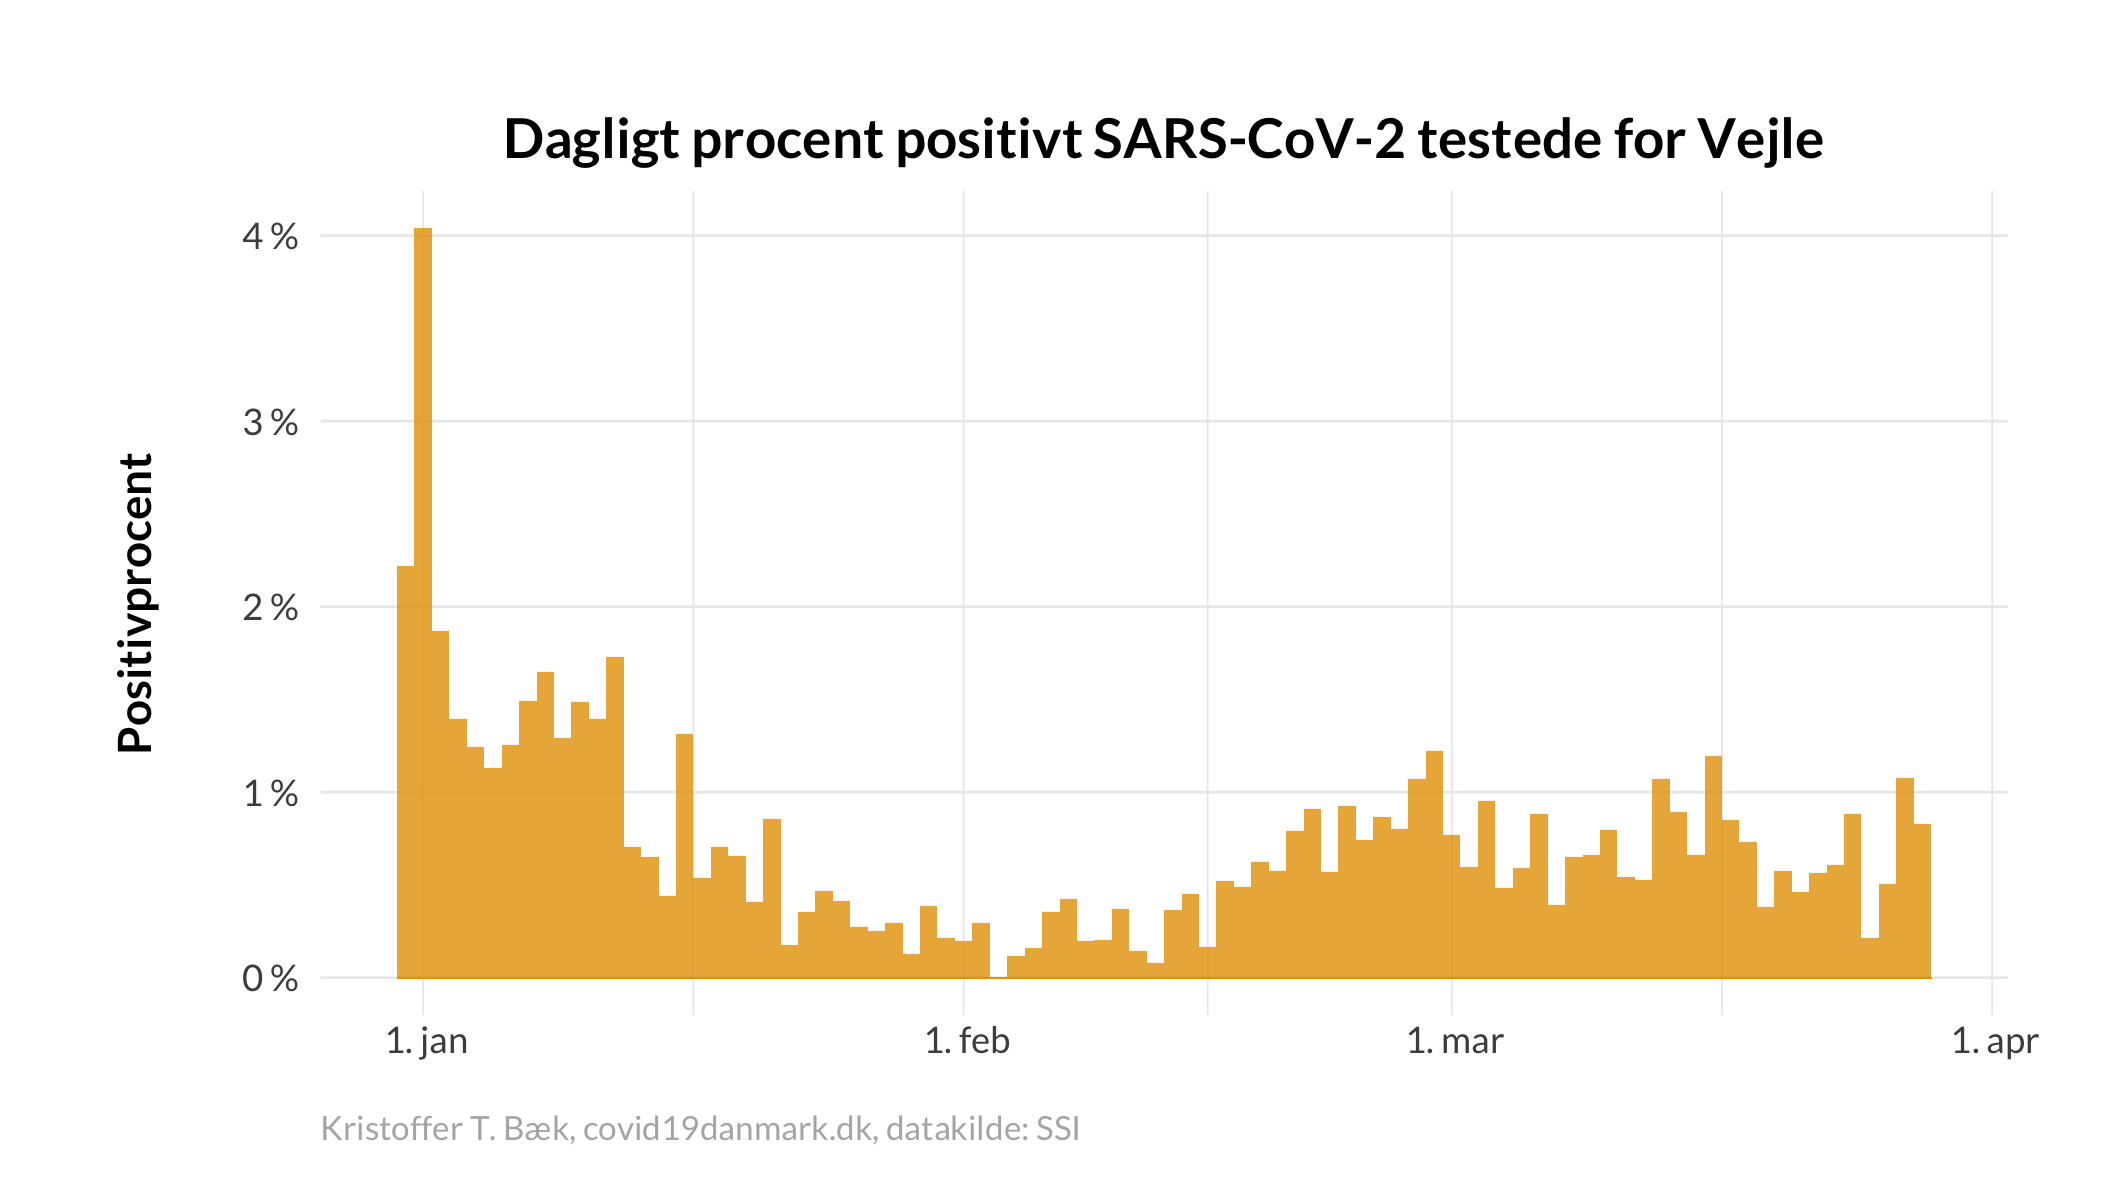 Dagligt procent positivt SARS-CoV-2 testede for Vejle
Positivprocent
4 %
3 %
2 %
1 %
0 %
1. jan
1. feb
1. mar
1. apr
Kristoffer T. Bæk, covid19danmark.dk, datakilde: SSI